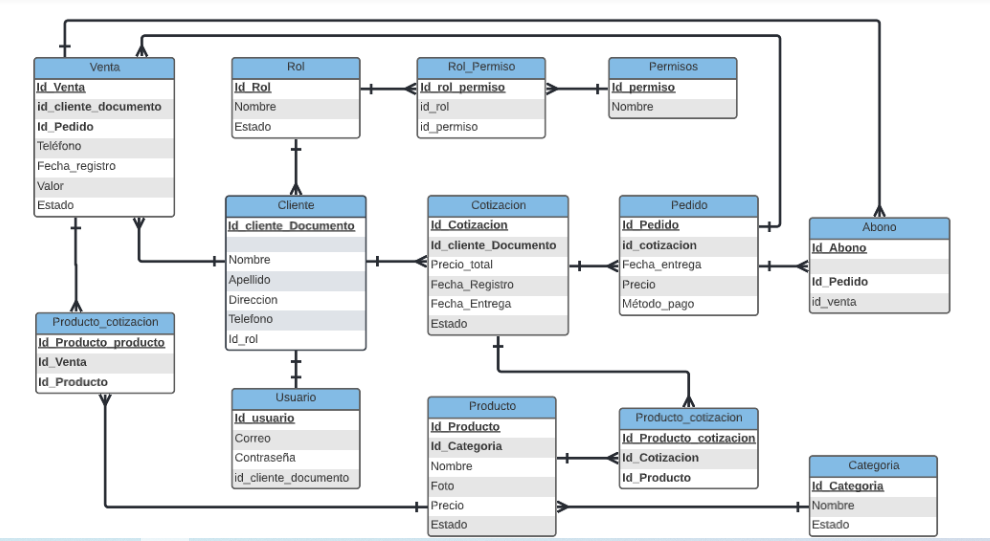 Venta
Id_Venta
id_cliente_documento
Id_Pedido
Teléfono
Fecha_registro
Valor
Estado
Rol
Id_Rol
Nombre
Estado
Rol_Permiso
Id_rol_permiso
id_rol
id_permiso
Permisos
Id_permiso
Nombre
Cliente
Id_cliente_Documento
Nombre
Apellido
Direccion
Telefono
Id_rol
Cotizacion
Id_Cotizacion
Id_cliente_Documento
Precio_total
Fecha_Registro
Fecha_Entrega
Estado
Pedido
Id_Pedido
id_cotizacion
Fecha_entrega
Precio
Método_pago
Abono
Id_Abono
Id_Pedido
id_venta
Producto_cotizacion
Id_Producto_producto
Id_Venta
Id_Producto
Usuario
Id_usuario
Correo
Contraseña
id_cliente_documento
Producto
Id_Producto
Id_Categoria
Nombre
Foto
Precio
Estado
Producto_cotizacion
Id_Producto_cotizacion
Id_Cotizacion
Id_Producto
Categoria
Id_Categoria
Nombre
Estado